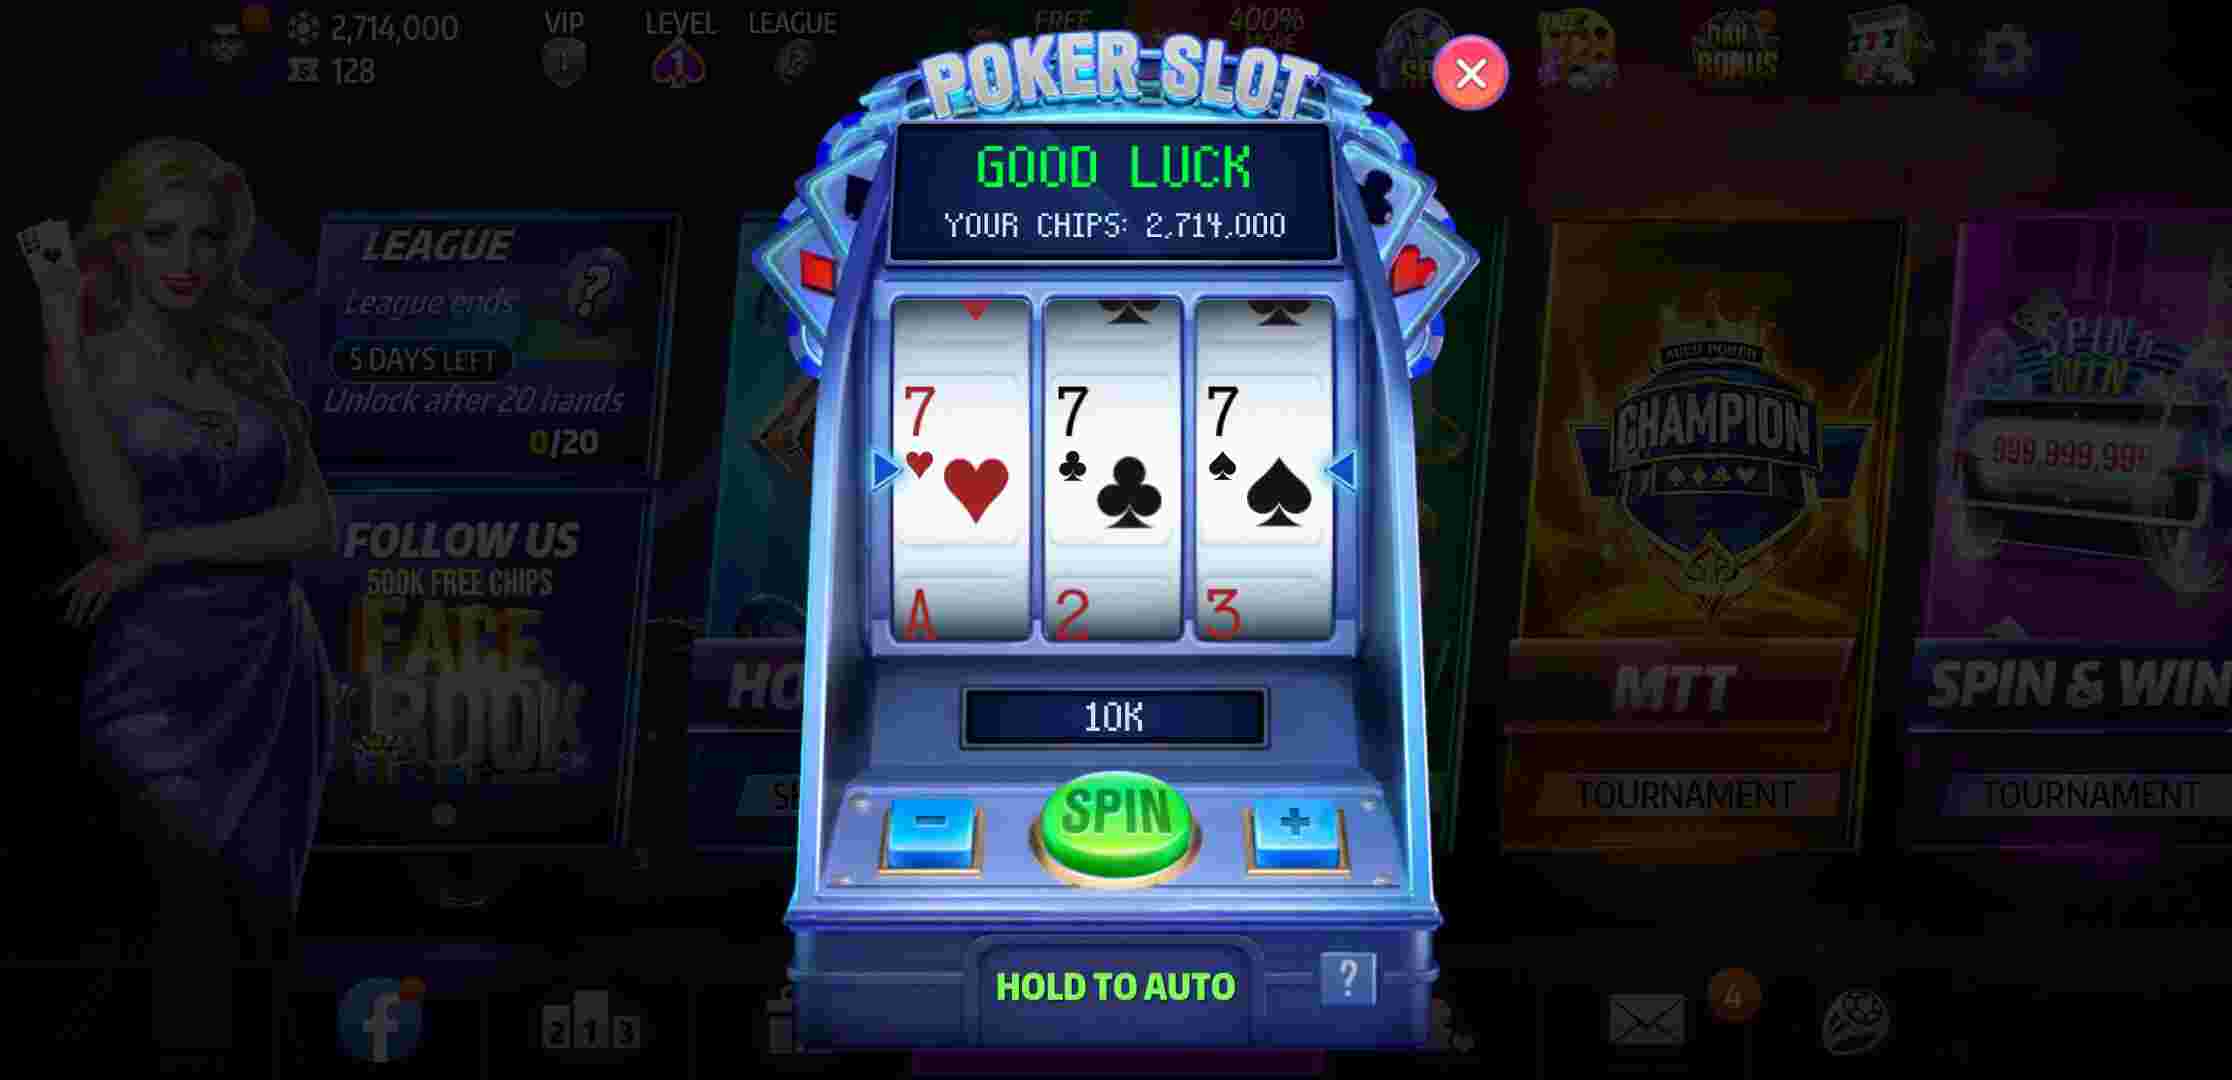 2,714,000
128
VIP
LEVEL
1
LEAGUE
FREE
400%
MORE
DAILY
BONUS
POKER SLOT
GOOD LUCK
YOUR CHIPS: 2,714,000
7
7
7
A
2
3
10K
-
SPIN
+
HOLD TO AUTO
?
LEAGUE
?
League ends
5 DAYS LEFT
Unlock after 20 hands
0/20
FOLLOW US
500K FREE CHIPS
FACE
BOOK
HO
CHAMPION
MTT
TOURNAMENT
SPIN &
WIN
SPIN & WIN
TOURNAMENT
f
2 1 3
4